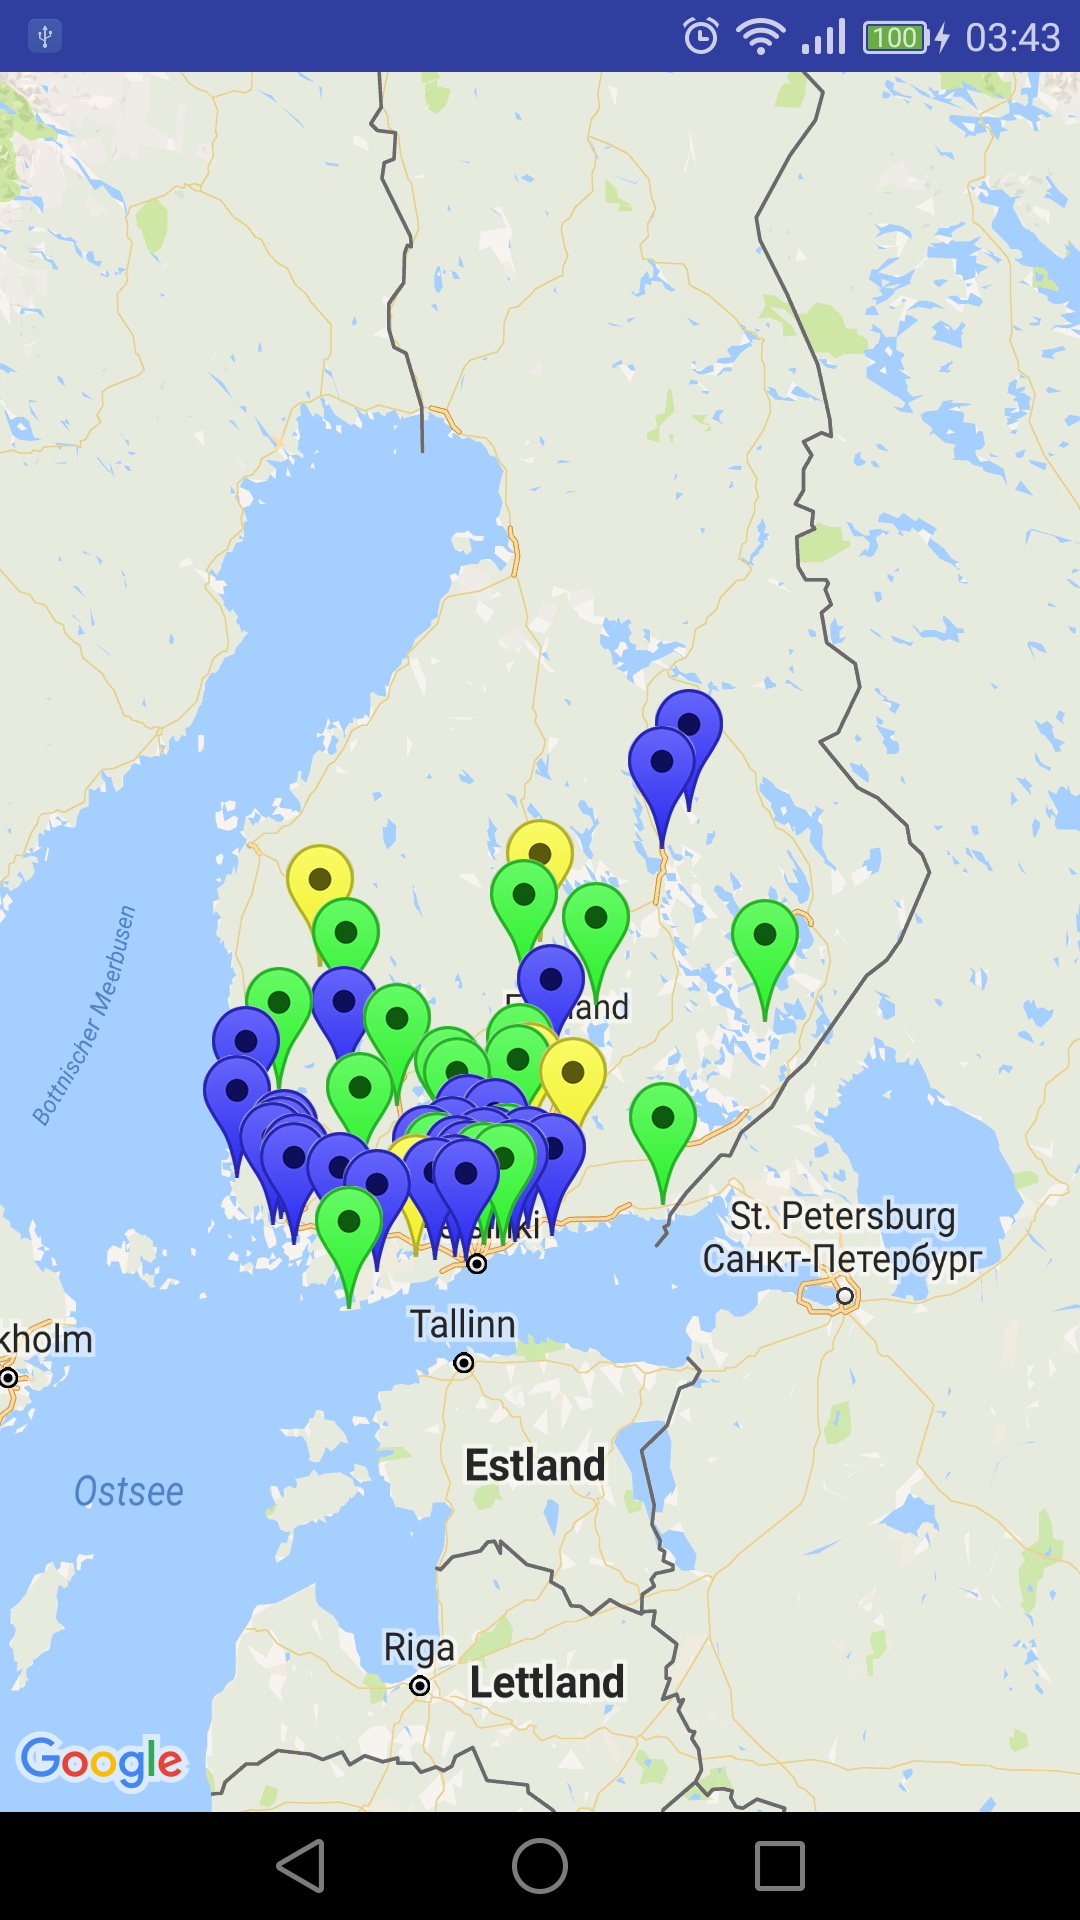 100 03:43
Bottnischer Meerbusen
St. Petersburg
Санкт-Петербург
Tallinn
kholm
Estland
Ostsee
Riga
Lettland
Google